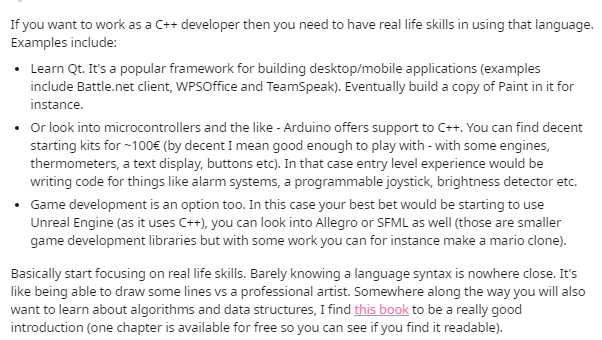 If you want to work as a C++ developer then you need to have real life skills in using that language.
Examples include:
• Learn Qt. It's a popular framework for building desktop/mobile applications (examples
include Battle.net client, WPSOffice and TeamSpeak). Eventually build a copy of Paint in it for
instance.
• Or look into microcontrollers and the like - Arduino offers support to C++. You can find decent
starting kits for ~100€ (by decent I mean good enough to play with - with some engines,
thermometers, a text display, buttons etc). In that case entry level experience would be
writing code for things like alarm systems, a programmable joystick, brightness detector etc.
• Game development is an option too. In this case your best bet would be starting to use
Unreal Engine (as it uses C++), you can look into Allegro or SFML as well (those are smaller
game development libraries but with some work you can for instance make a mario clone).
Basically start focusing on real life skills. Barely knowing a language syntax is nowhere close. It's
like being able to draw some lines vs a professional artist. Somewhere along the way you will also
want to learn about algorithms and data structures, I find this book to be a really good
introduction (one chapter is available for free so you can see if you find it readable).